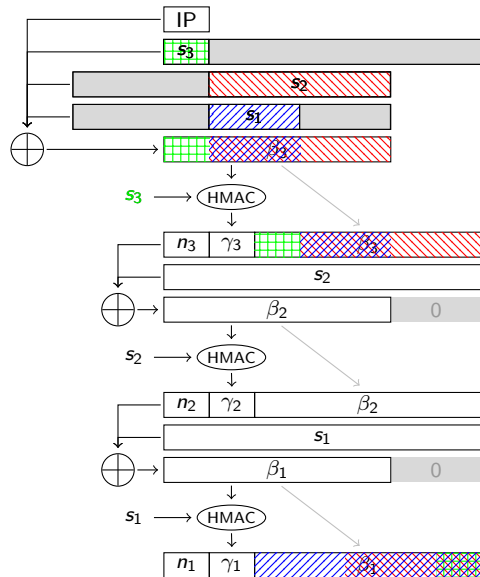 IP
s₃
s₂
s₁
β₃
s₃ HMAC
n₃ γ₃ β₃
s₂
β₂ 0
s₂ HMAC
n₂ γ₂ β₂
s₁
β₁ 0
s₁ HMAC
n₁ γ₁ β₁